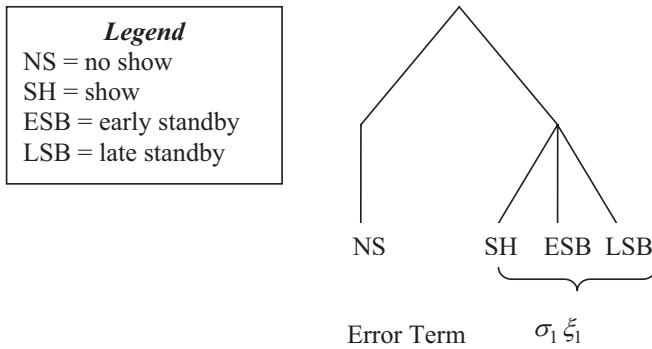 Legend
NS = no show
SH = show
ESB = early standby
LSB = late standby
NS SH ESB LSB
Error Term σ₁ ξ₁